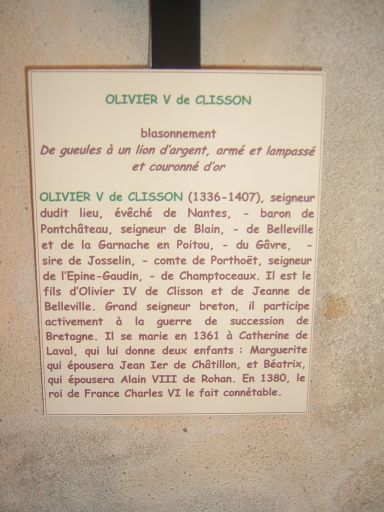 OLIVIER V de CLISSON
blasonnement
De gueules à un lion d'argent, armé et lampassé
et couronné d'or
OLIVIER V de CLISSON (1336-1407), seigneur
dudit lieu, évêché de Nantes, - baron de
Pontchâteau, seigneur de Blain, - de Belleville
et de la Garnache en Poitou, - du Gâvre, -
sire de Josselin, - comte de Porthoët, seigneur
de l'Epine-Gaudin, - de Champtoceaux. Il est le
fils d'Olivier IV de Clisson et de Jeanne de
Belleville. Grand seigneur breton, il participe
activement à la guerre de succession de
Bretagne. Il se marie en 1361 à Catherine de
Laval, qui lui donne deux enfants : Marguerite
qui épousera Jean Ier de Châtillon, et Béatrix,
qui épousera Alain VIII de Rohan. En 1380, le
roi de France Charles VI le fait connétable.